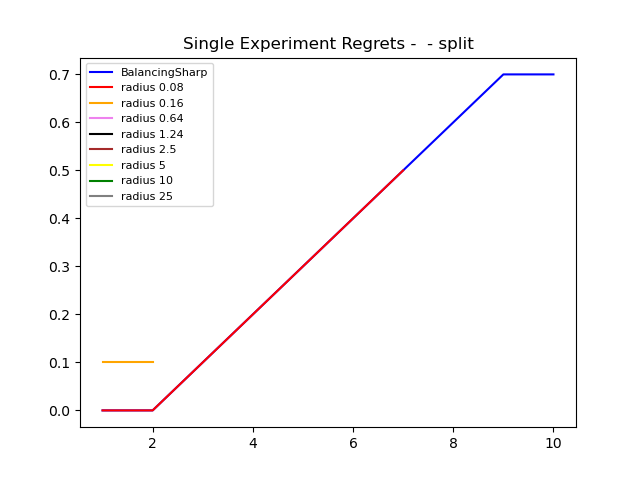 Single Experiment Regrets -  - split
BalancingSharp
radius 0.08
radius 0.16
radius 0.64
radius 1.24
radius 2.5
radius 5
radius 10
radius 25
0.7
0.6
0.5
0.4
0.3
0.2
0.1
0.0
2 4 6 8 10